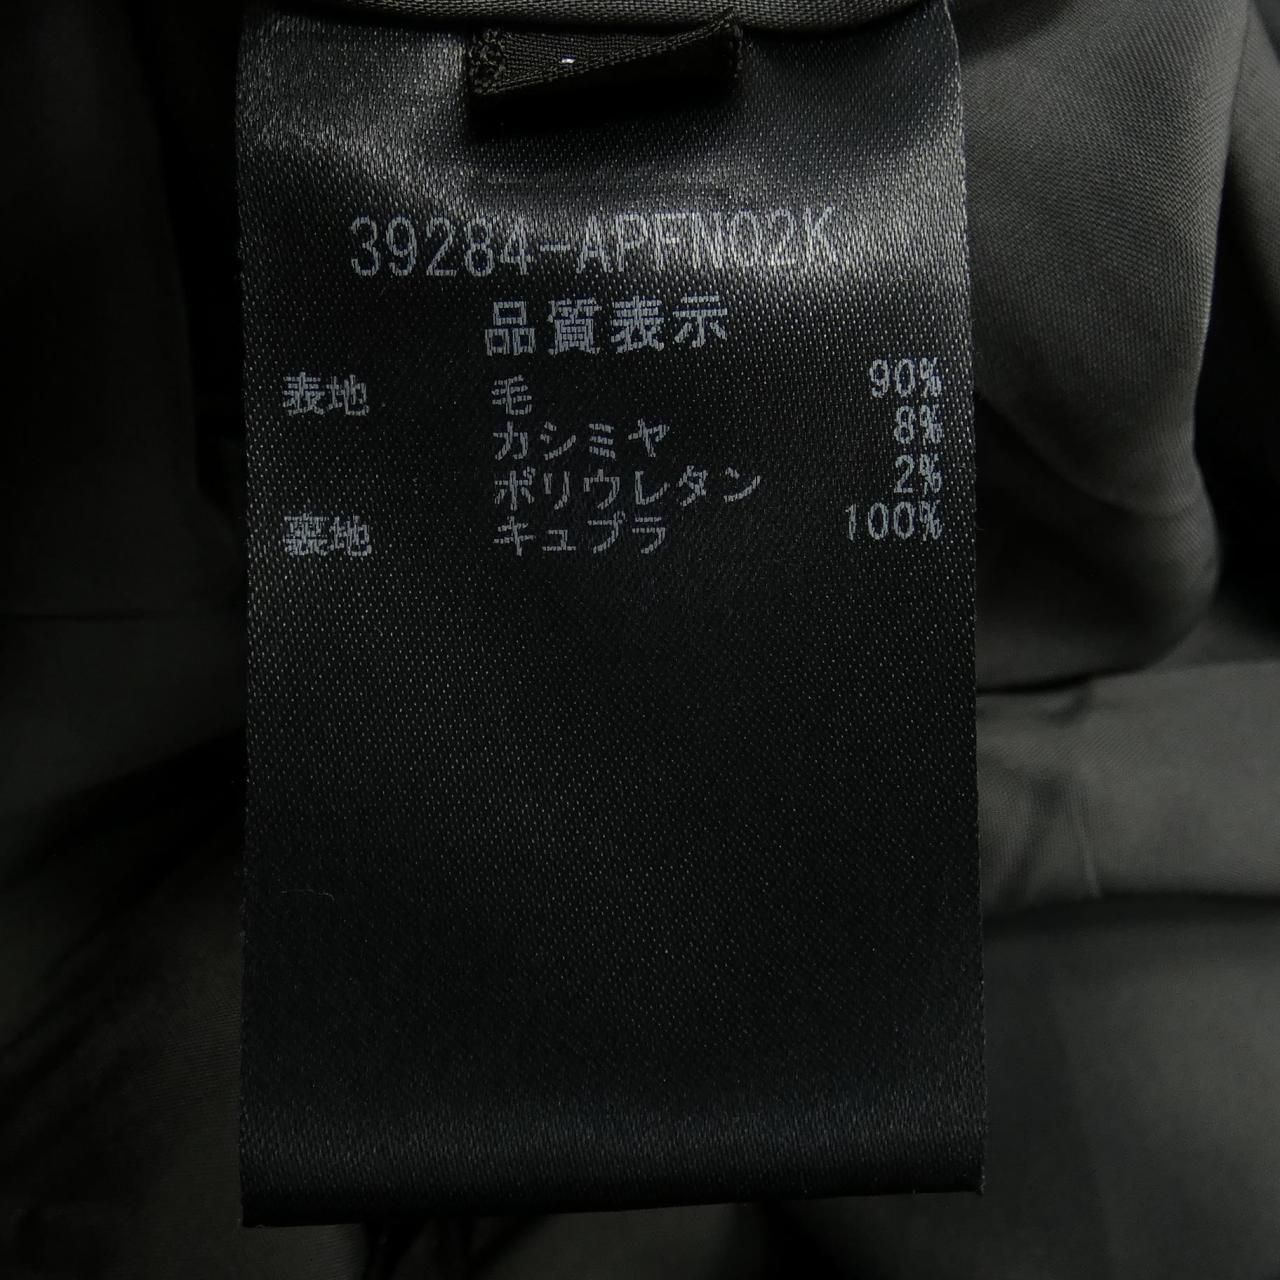 39284-APFN02K
品質表示
表地 毛 90%
カシミヤ 8%
ポリウレタン 2%
裏地 キュプラ 100%